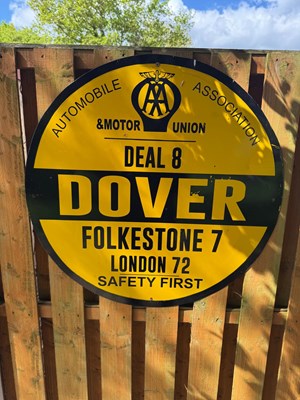 AUTOMOBILE ASSOCIATION
AA
& MOTOR UNION
DEAL 8
DOVER
FOLKESTONE 7
LONDON 72
SAFETY FIRST